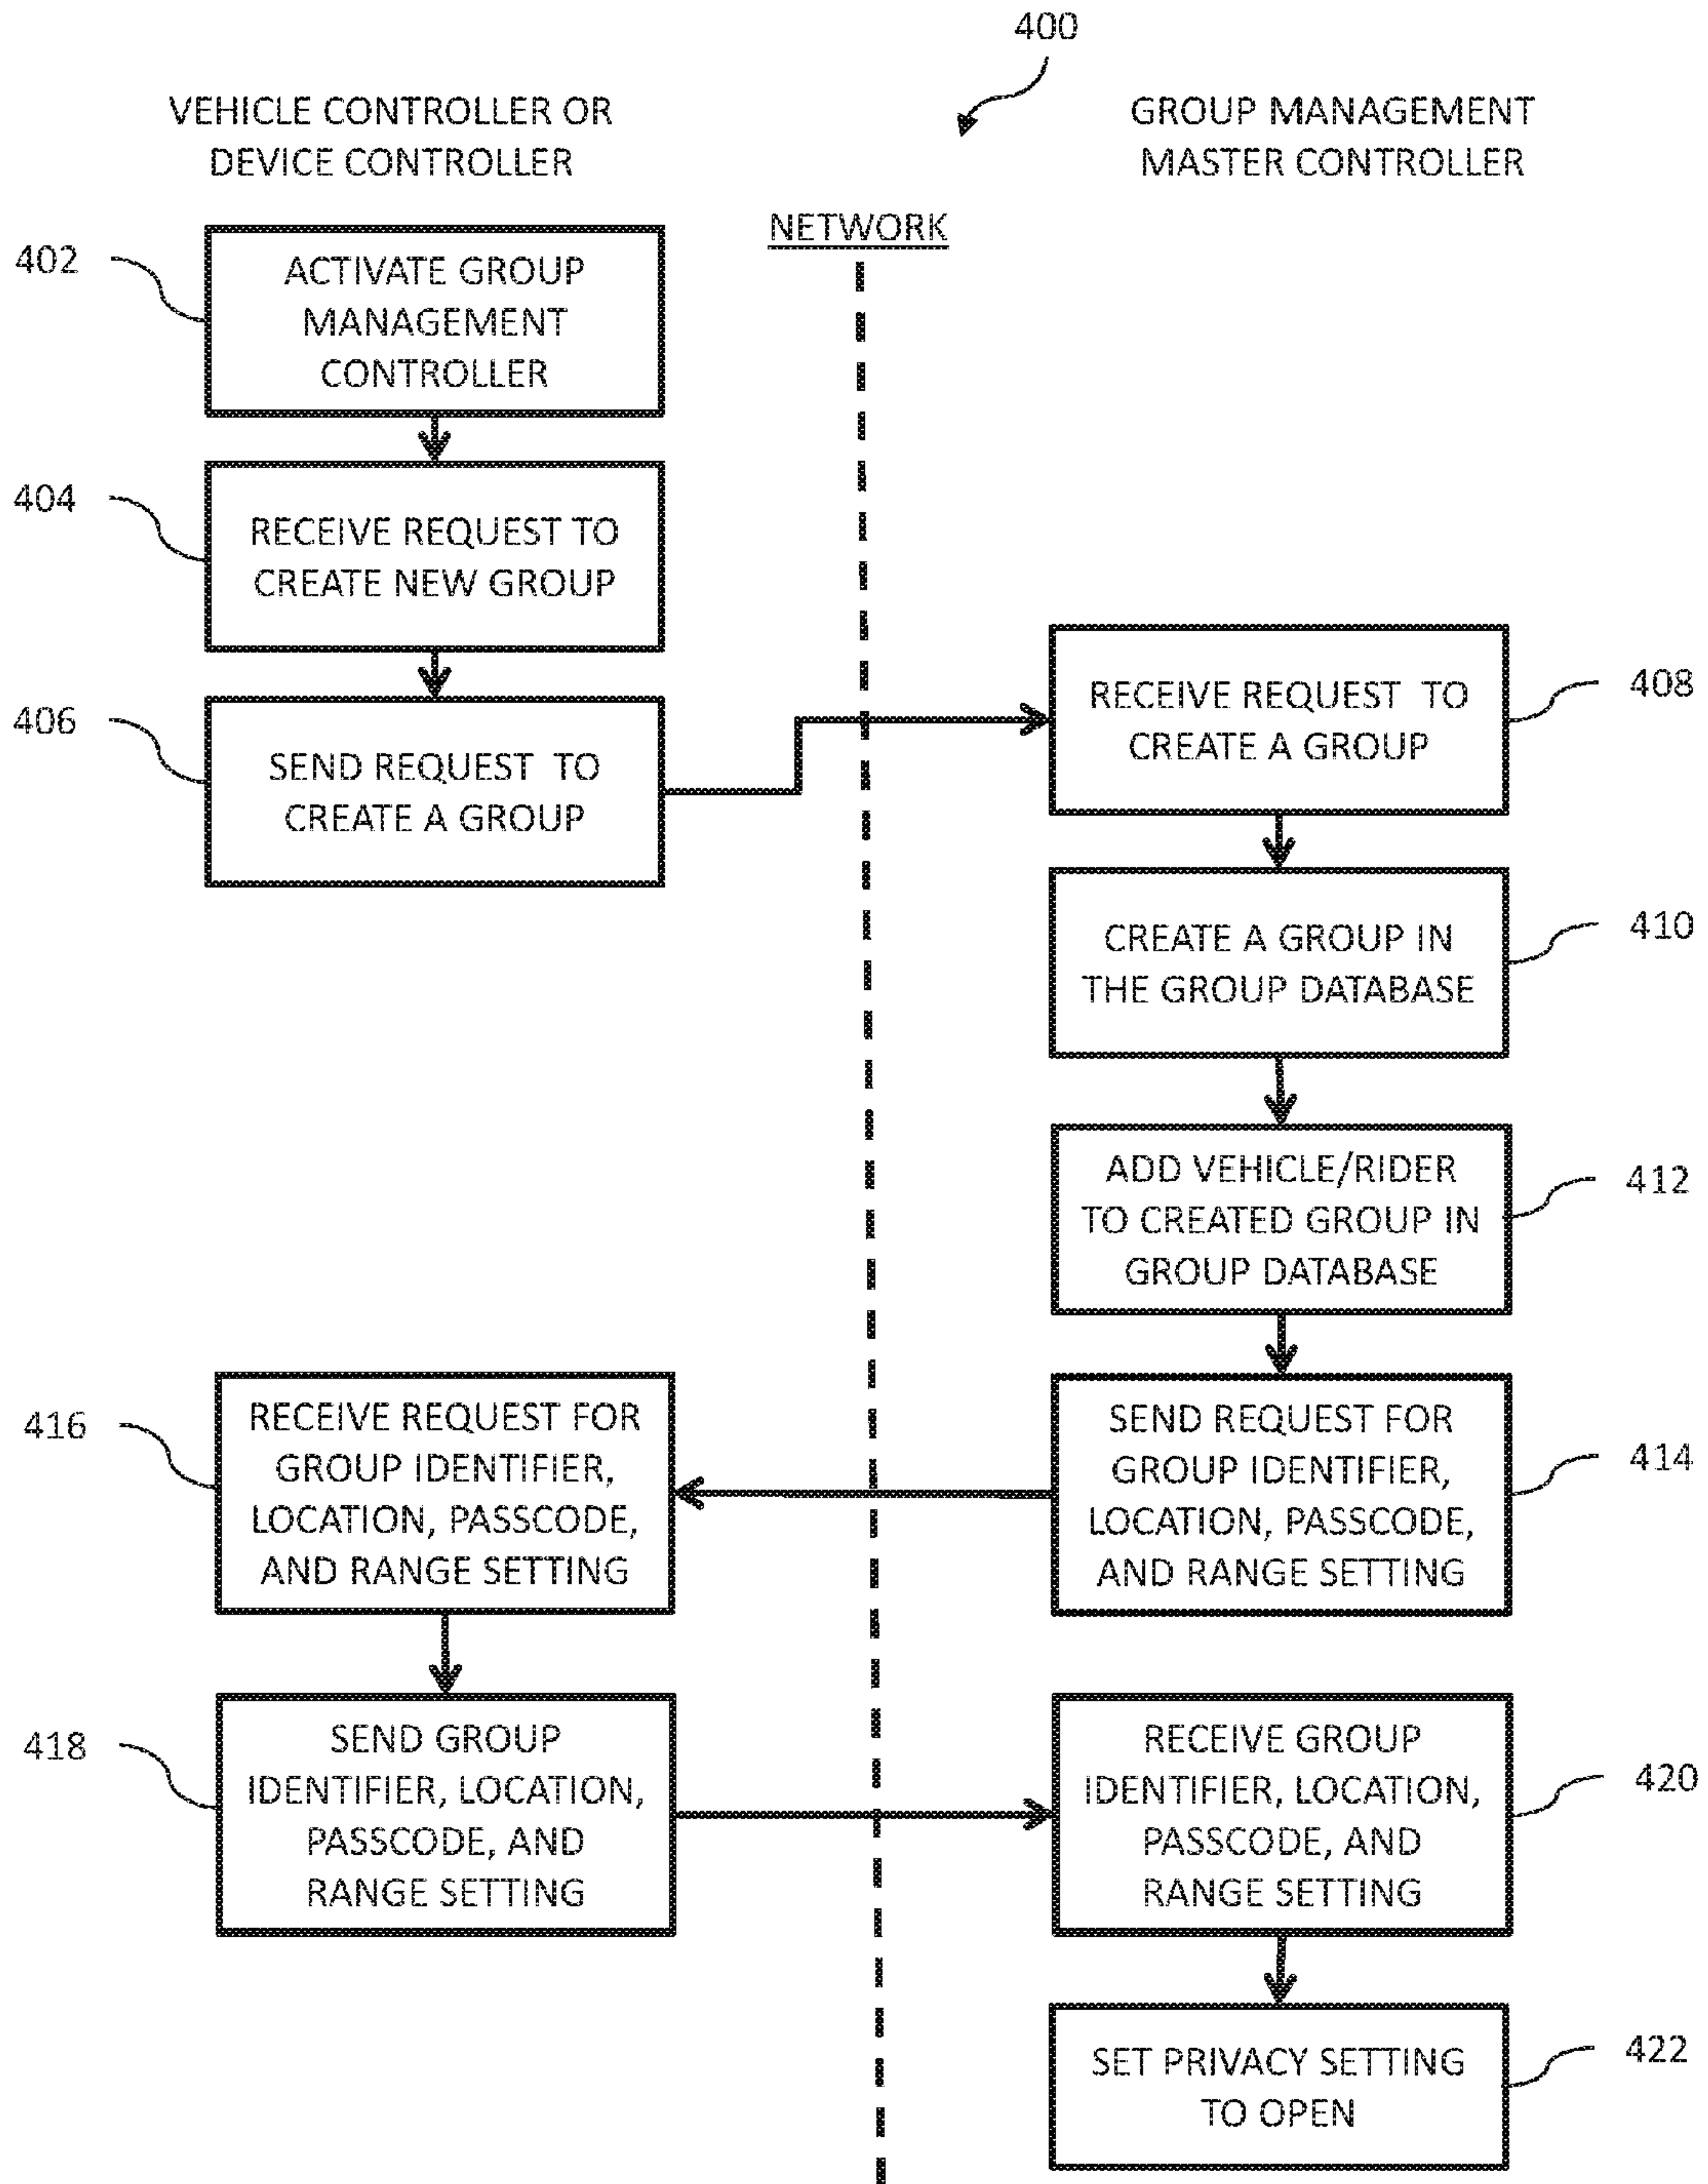 400
VEHICLE CONTROLLER OR
DEVICE CONTROLLER
GROUP MANAGEMENT
MASTER CONTROLLER
NETWORK
402
ACTIVATE GROUP
MANAGEMENT
CONTROLLER
404
RECEIVE REQUEST TO
CREATE NEW GROUP
406
SEND REQUEST TO
CREATE A GROUP
RECEIVE REQUEST TO
CREATE A GROUP
408
CREATE A GROUP IN
THE GROUP DATABASE
410
ADD VEHICLE/RIDER
TO CREATED GROUP IN
GROUP DATABASE
412
SEND REQUEST FOR
GROUP IDENTIFIER,
LOCATION, PASSCODE,
AND RANGE SETTING
414
416
RECEIVE REQUEST FOR
GROUP IDENTIFIER,
LOCATION, PASSCODE,
AND RANGE SETTING
418
SEND GROUP
IDENTIFIER, LOCATION,
PASSCODE, AND
RANGE SETTING
RECEIVE GROUP
IDENTIFIER, LOCATION,
PASSCODE, AND
RANGE SETTING
420
SET PRIVACY SETTING
TO OPEN
422